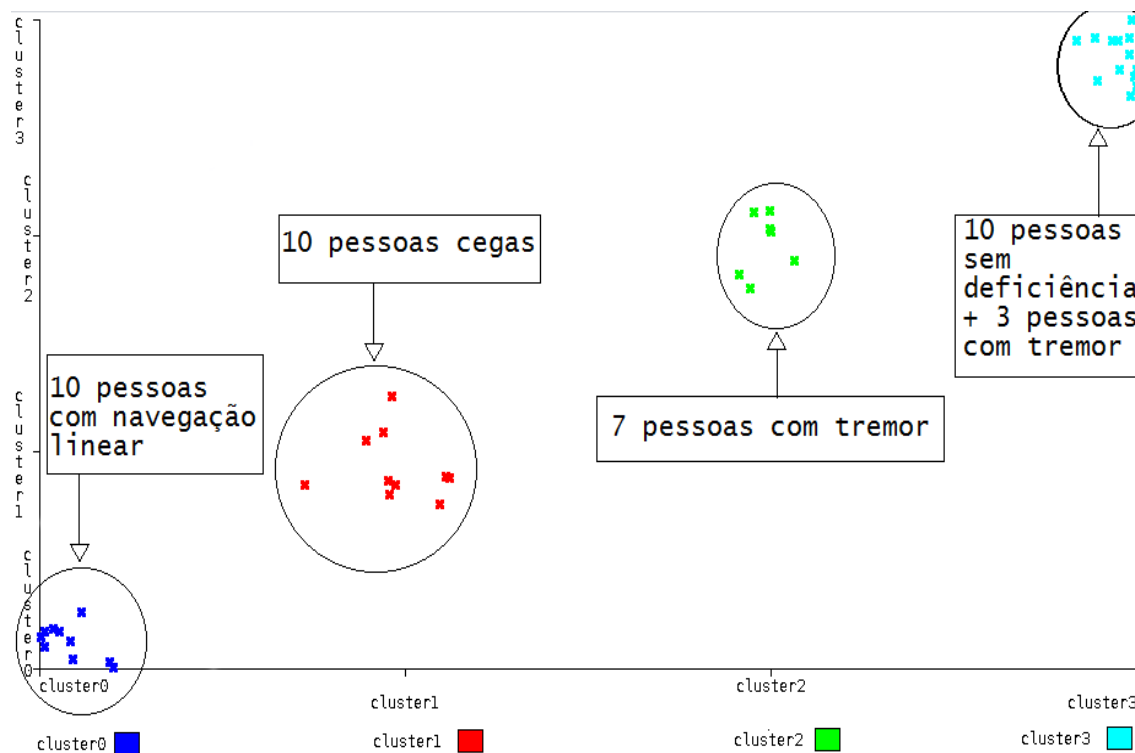 cluster3
cluster2
cluster1
cluster0
10 pessoas
sem
deficiência
+ 3 pessoas
com tremor
10 pessoas cegas
7 pessoas com tremor
10 pessoas
com navegação
linear
cluster0
cluster1
cluster2
cluster3
cluster0
cluster1
cluster2
cluster3